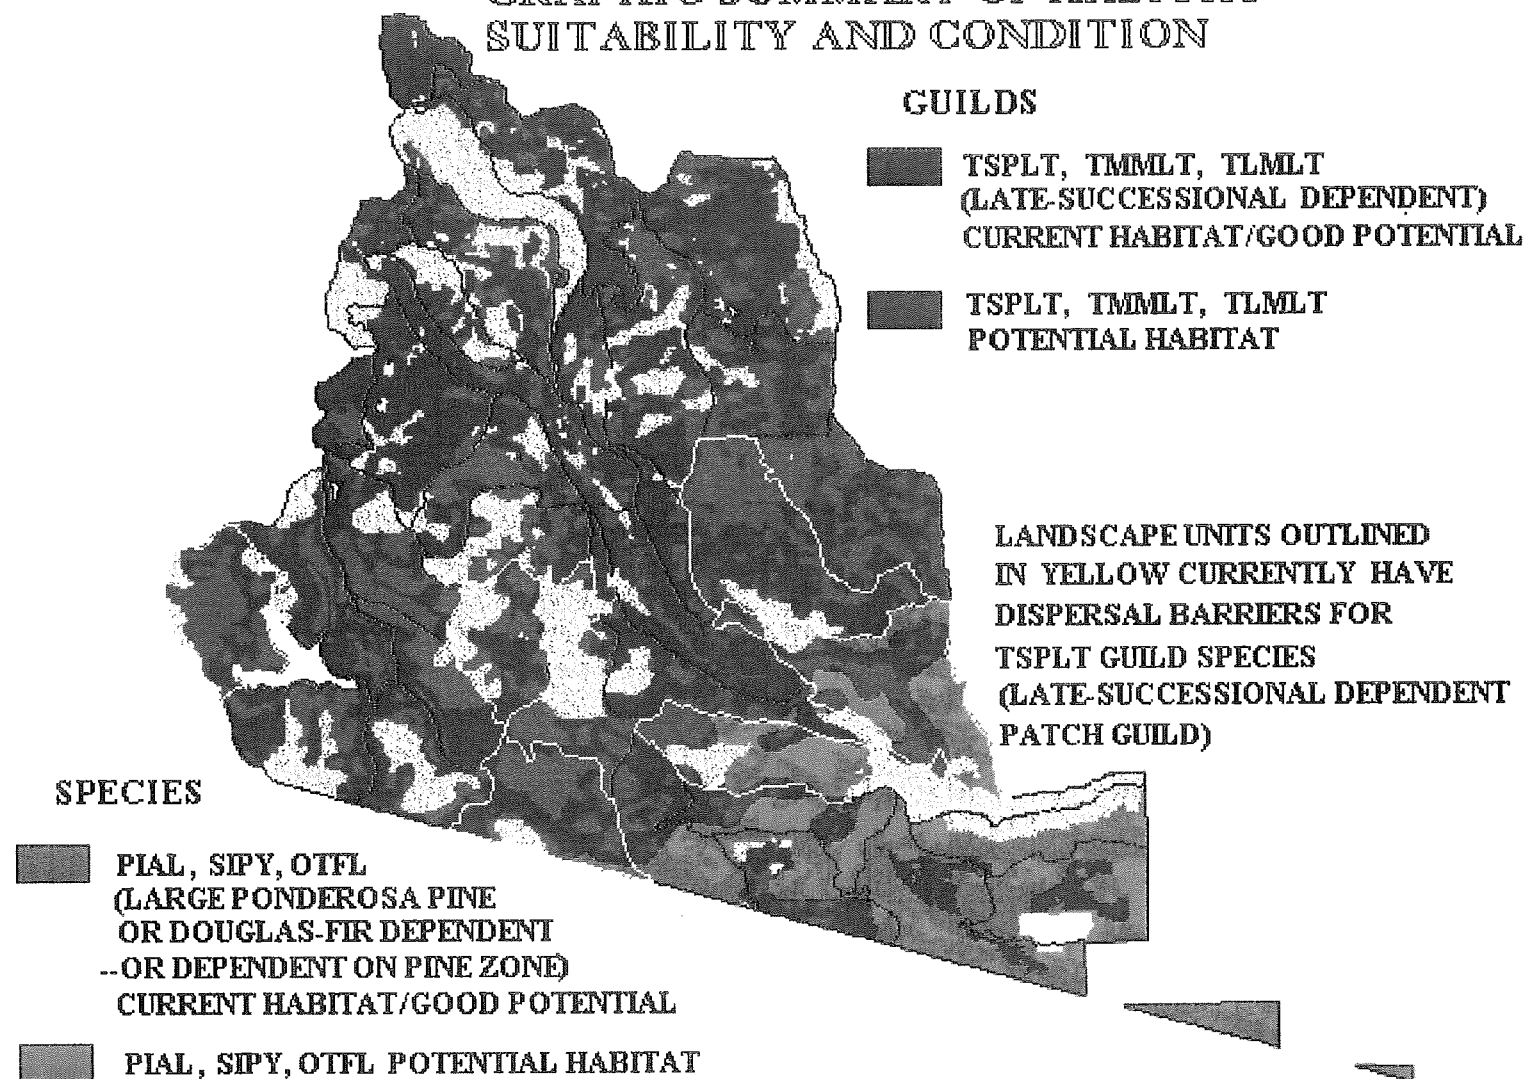 SUITABILITY AND CONDITION
GUILDS
TSPLT, TMMLT, TLMLT
(LATE-SUCCESSIONAL DEPENDENT)
CURRENT HABITAT/GOOD POTENTIAL
TSPLT, TMMLT, TLMLT
POTENTIAL HABITAT
LANDSCAPE UNITS OUTLINED
IN YELLOW CURRENTLY HAVE
DISPERSAL BARRIERS FOR
TSPLT GUILD SPECIES
(LATE-SUCCESSIONAL DEPENDENT
PATCH GUILD)
SPECIES
PIAL, SIPY, OTFL
(LARGE PONDEROSA PINE
OR DOUGLAS-FIR DEPENDENT
--OR DEPENDENT ON PINE ZONE)
CURRENT HABITAT/GOOD POTENTIAL
PIAL, SIPY, OTFL POTENTIAL HABITAT